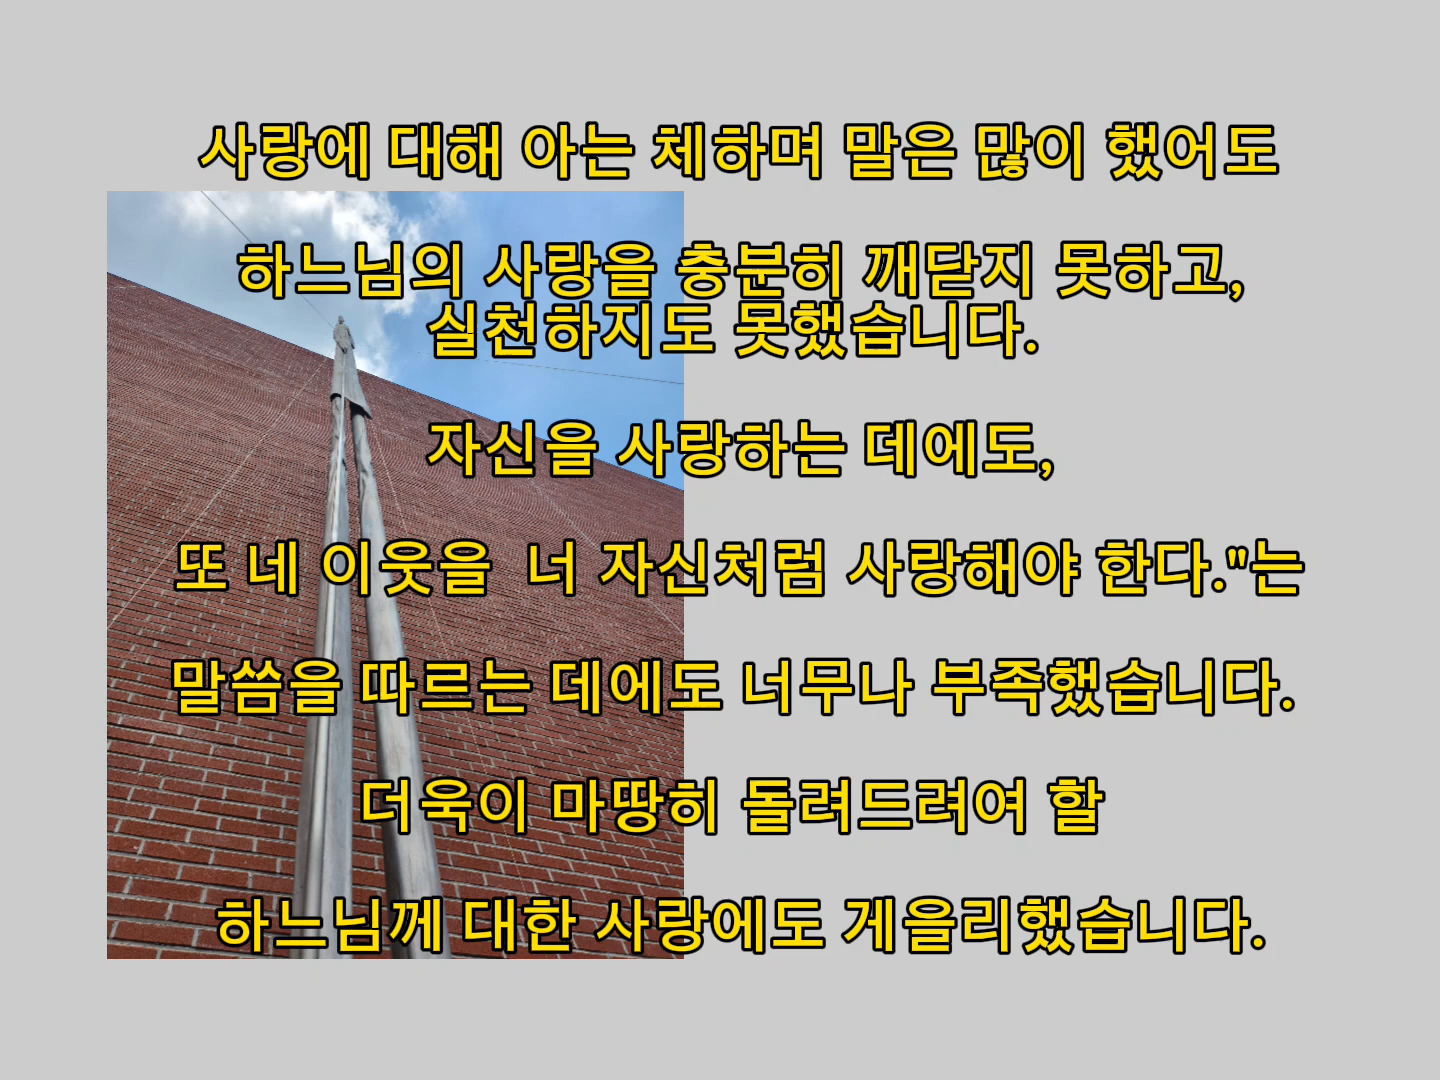 사랑에 대해 아는 체하며 말은 많이 했어도
하느님의 사랑을 충분히 깨닫지 못하고,
실천하지도 못했습니다.
자신을 사랑하는 데에도,
또 네 이웃을 너 자신처럼 사랑해야 한다."는
말씀을 따르는 데에도 너무나 부족했습니다.
더욱이 마땅히 돌려드려여 할
하느님께 대한 사랑에도 게을리했습니다.